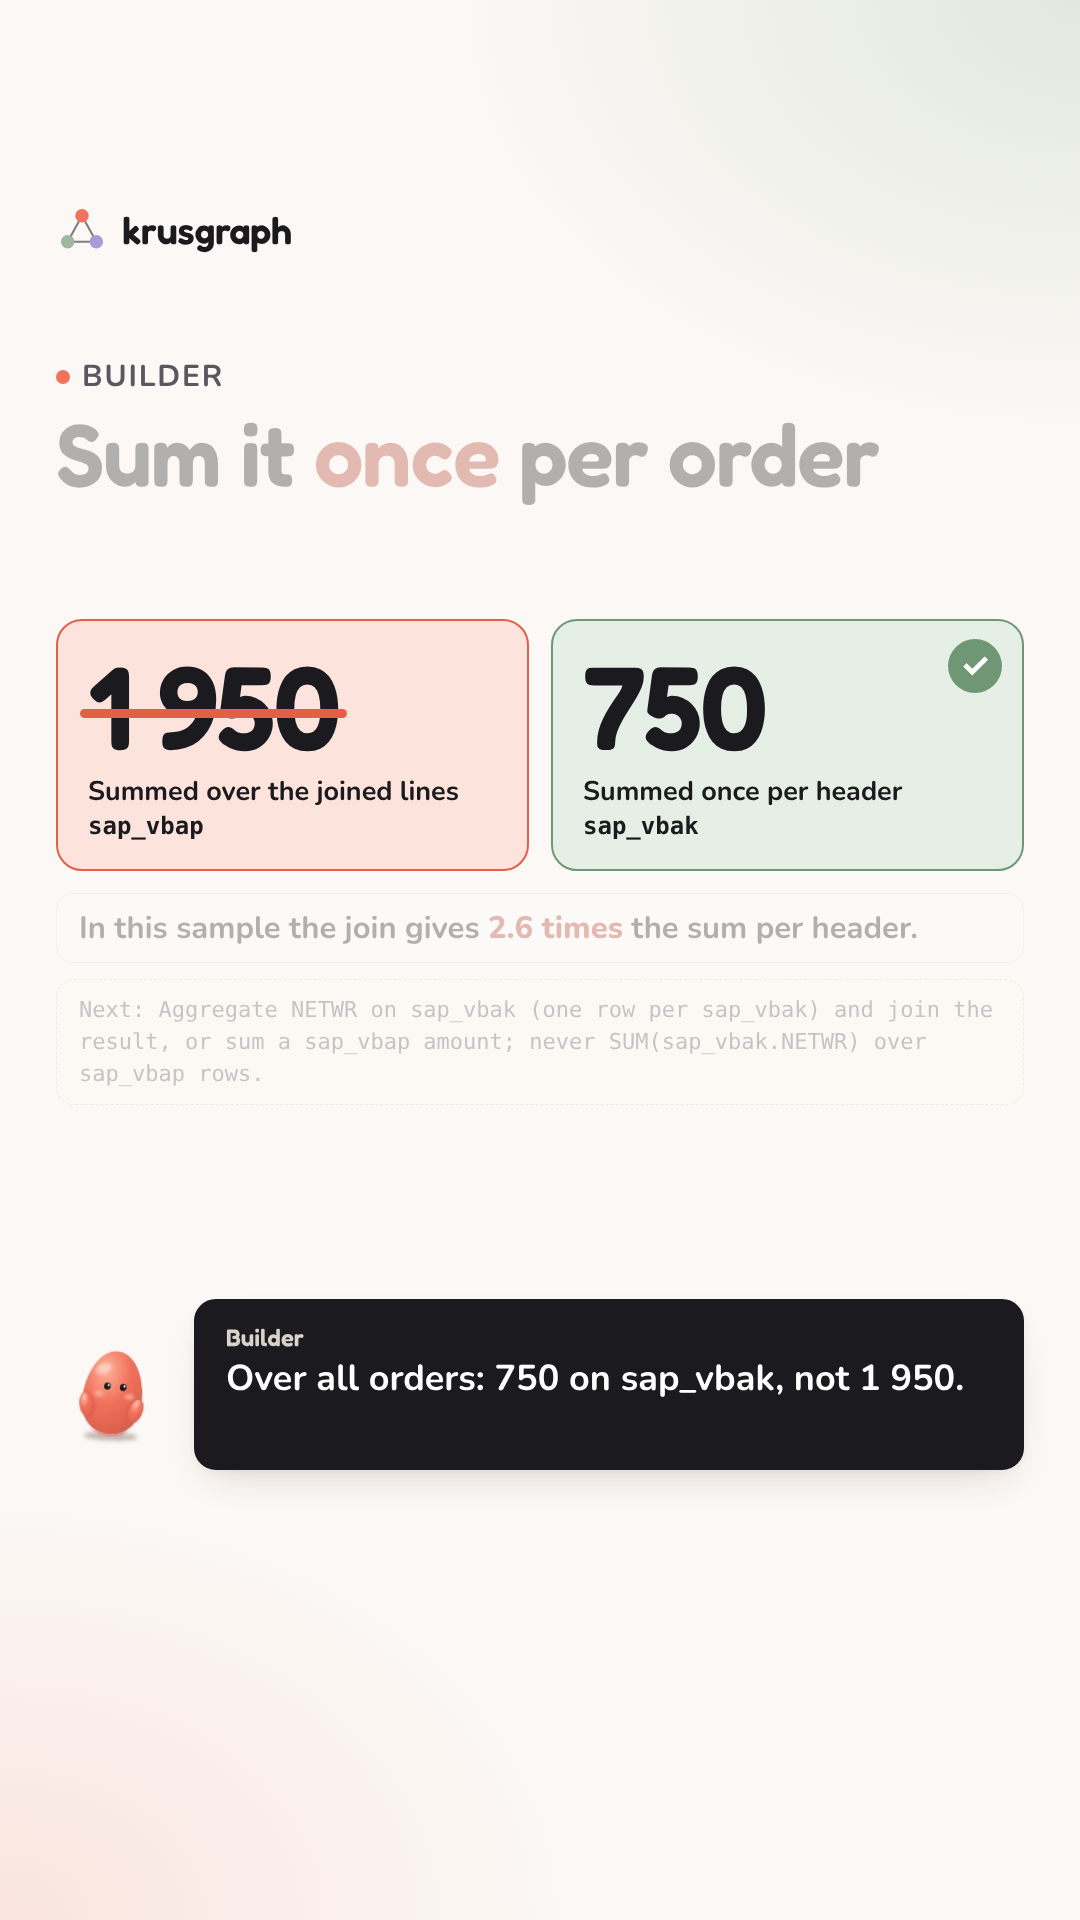 krusgraph
BUILDER
Sum it once per order
1 950
Summed over the joined lines
sap_vbap
750
Summed once per header
sap_vbak
In this sample the join gives 2.6 times the sum per header.
Next: Aggregate NETWR on sap_vbak (one row per sap_vbak) and join the
result, or sum a sap_vbap amount; never SUM(sap_vbak.NETWR) over
sap_vbap rows.
Builder
Over all orders: 750 on sap_vbak, not 1 950.